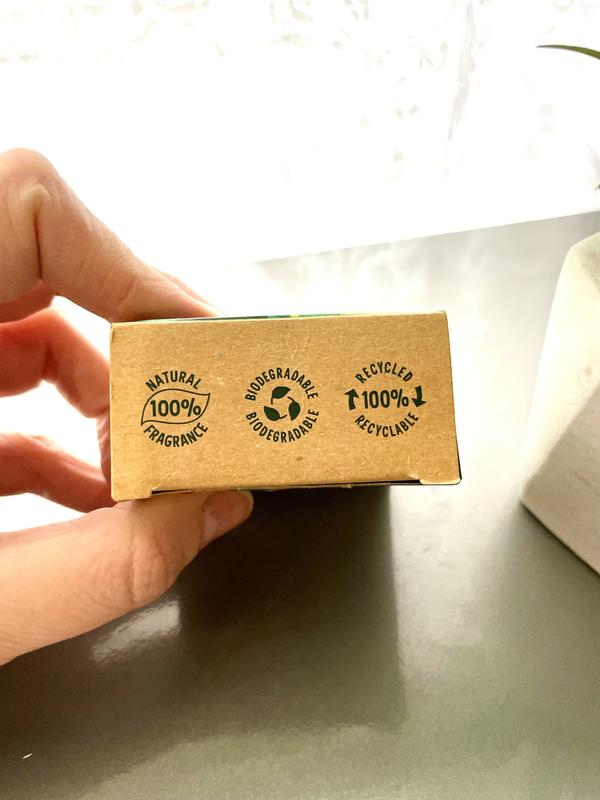 NATURAL
100%
FRAGRANCE
BIODEGRADABLE
BIODEGRADABLE
RECYCLED
100%
RECYCLABLE